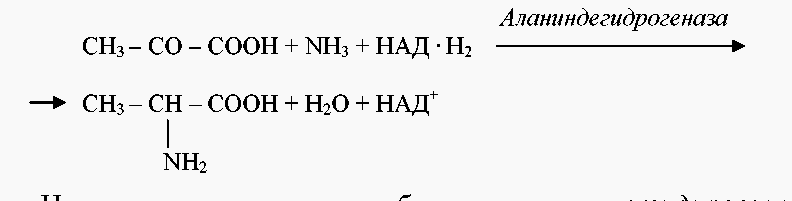 Аланиндегидрогеназа
CH₃ – CO – COOH + NH₃ + НАД · H₂
CH₃ – CH – COOH + H₂O + НАД⁺
NH₂